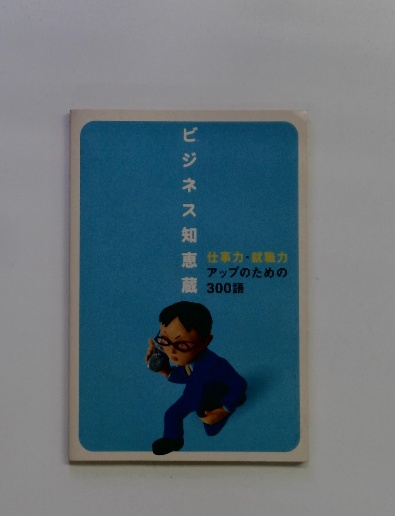 ビジネス知恵蔵
仕事力・就職力
アップのための
300語